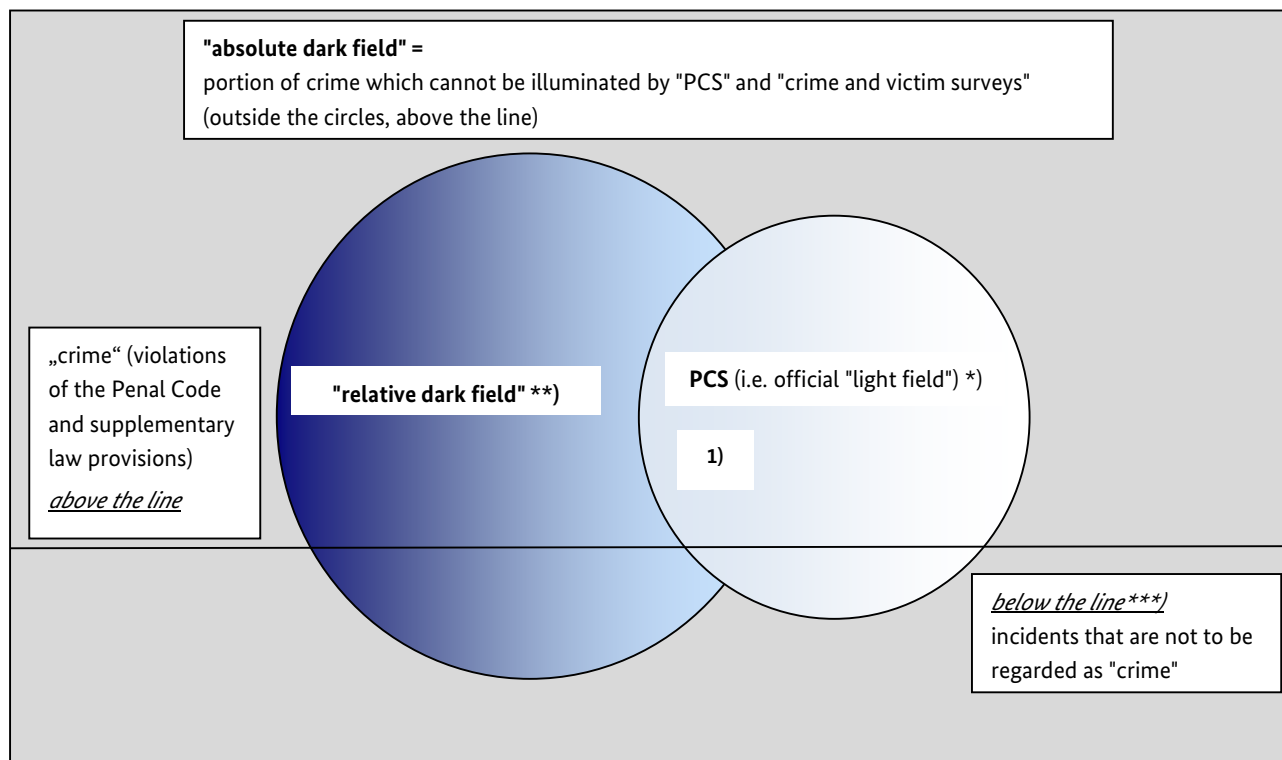 "absolute dark field" =
portion of crime which cannot be illuminated by "PCS" and "crime and victim surveys"
(outside the circles, above the line)
„crime“ (violations
of the Penal Code
and supplementary
law provisions)
above the line
"relative dark field" **)
PCS (i.e. official "light field") *)
1)
below the line***)
incidents that are not to be
regarded as "crime"